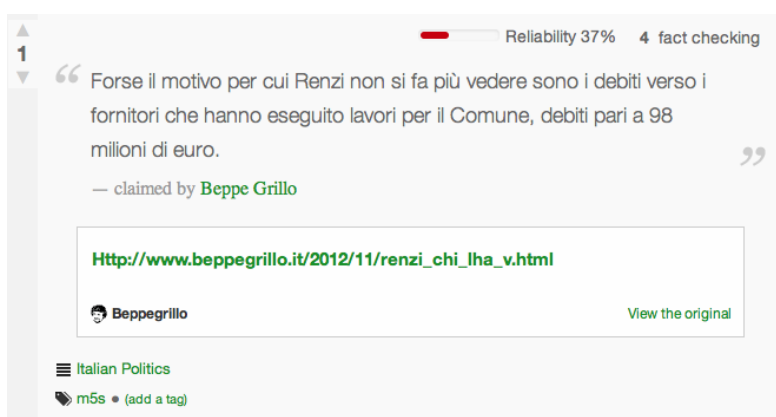 Reliability 37% 4 fact checking
1
“ Forse il motivo per cui Renzi non si fa più vedere sono i debiti verso i
fornitori che hanno eseguito lavori per il Comune, debiti pari a 98
milioni di euro. ”
— claimed by Beppe Grillo
Http://www.beppegrillo.it/2012/11/renzi_chi_lha_v.html
Beppegrillo View the original
Italian Politics
m5s • (add a tag)